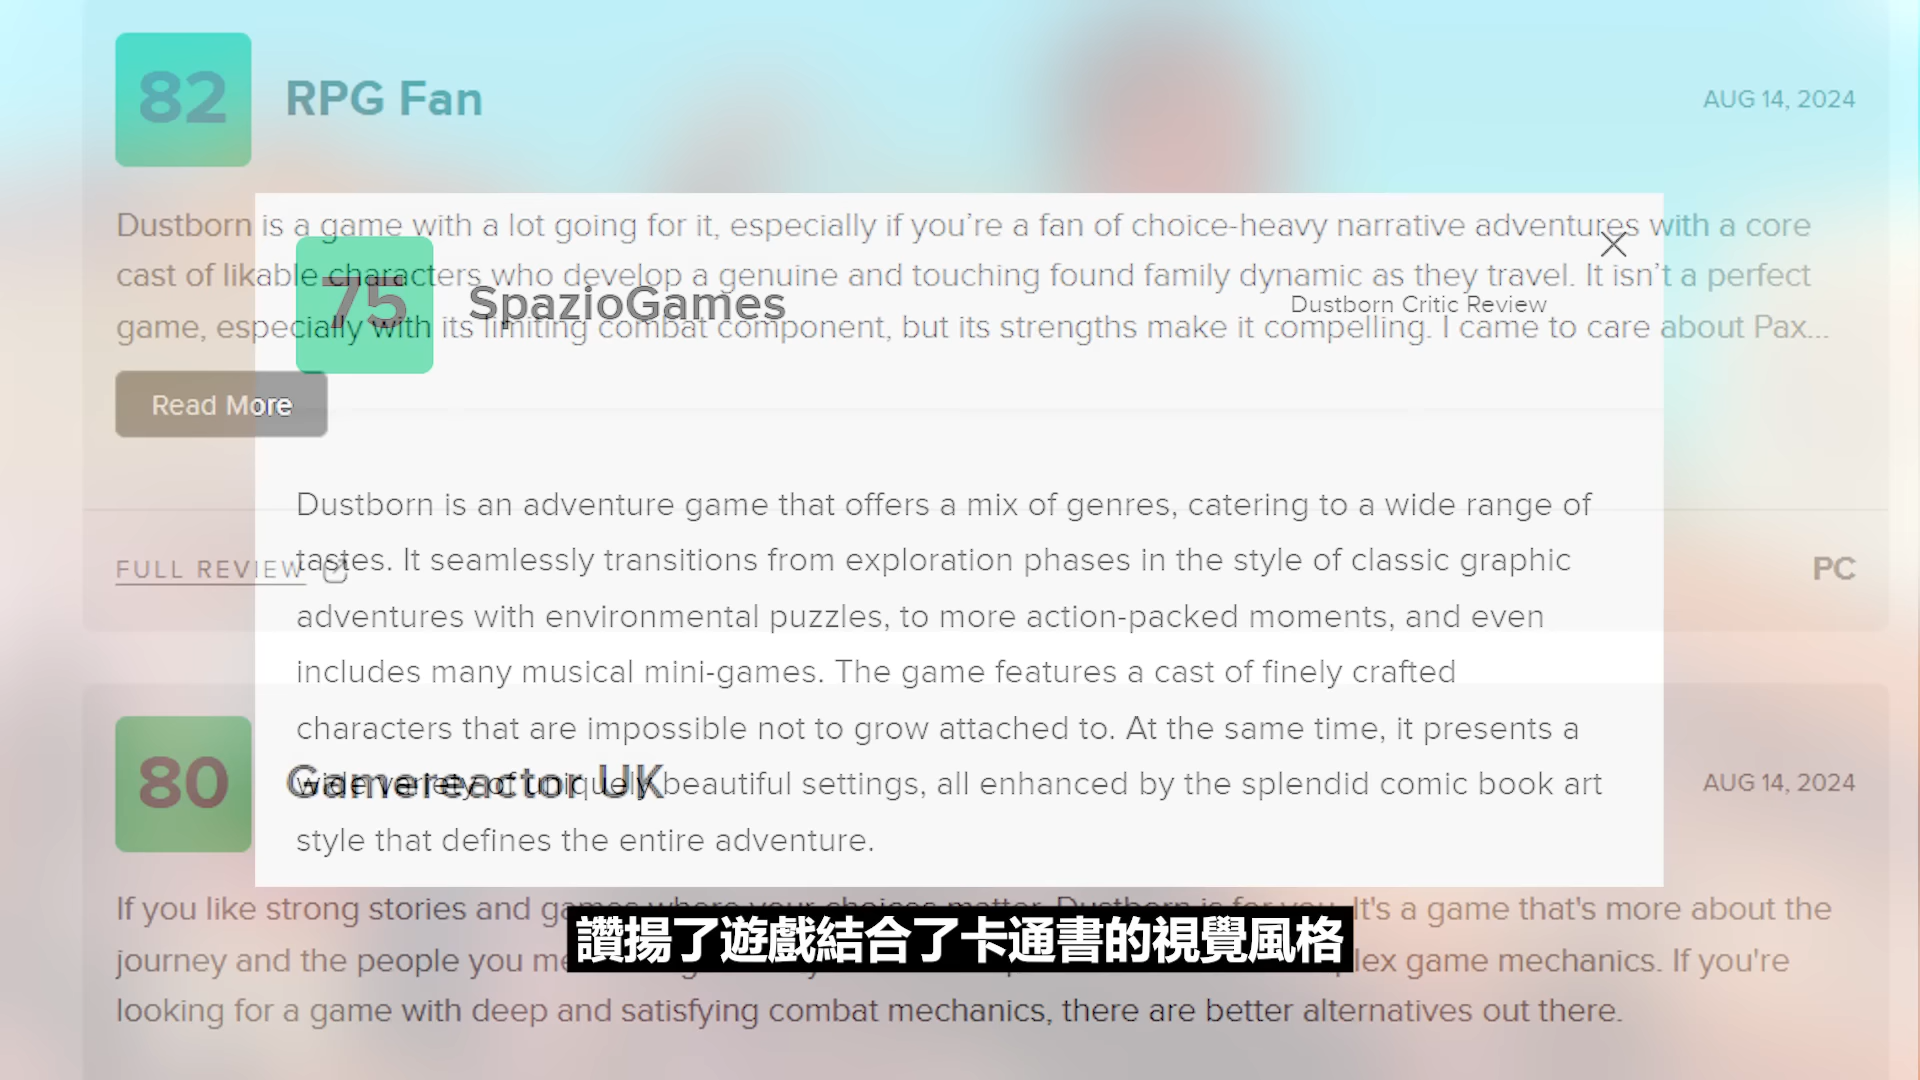 82
RPG Fan
AUG 14, 2024
Dustborn is a game with a lot going for it, especially if you’re a fan of choice-heavy narrative adventures with a core
cast of likable characters who develop a genuine and touching found family dynamic as they travel. It isn’t a perfect
game, especially with its limiting combat component, but its strengths make it compelling. I came to care about Pax...
Read More
FULL REVIEW
PC
75
SpazioGames
Dustborn Critic Review
Dustborn is an adventure game that offers a mix of genres, catering to a wide range of
tastes. It seamlessly transitions from exploration phases in the style of classic graphic
adventures with environmental puzzles, to more action-packed moments, and even
includes many musical mini-games. The game features a cast of finely crafted
characters that are impossible not to grow attached to. At the same time, it presents a
wide variety of uniquely beautiful settings, all enhanced by the splendid comic book art
style that defines the entire adventure.
80
Gamereactor UK
AUG 14, 2024
If you like strong stories and games where your choices matter, Dustborn is for you. It's a game that's more about the
journey and the people you game mechanics. If you're
looking for a game with deep and satisfying combat mechanics, there are better alternatives out there.
讚揚了遊戲結合了卡通書的視覺風格